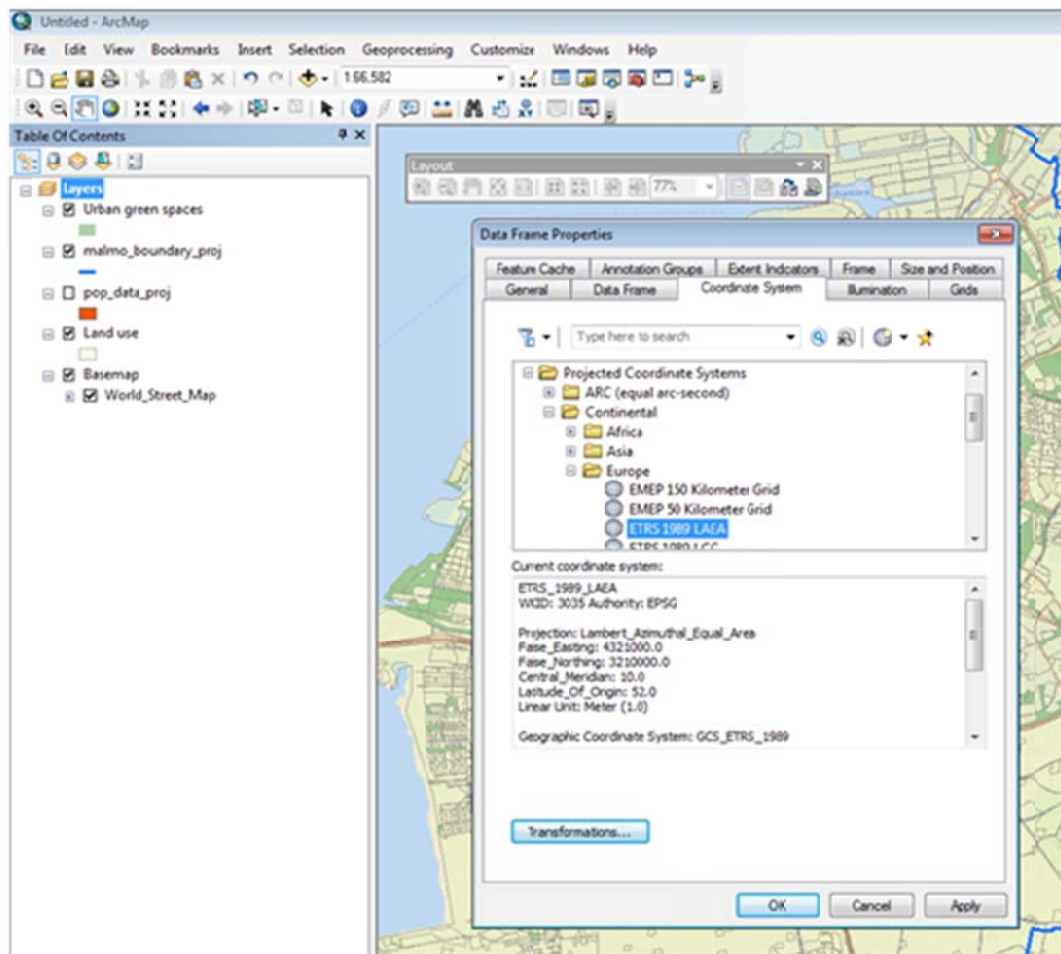 Untitled - ArcMap
File Edit View Bookmarks Insert Selection Geoprocessing Customize Windows Help
1:66,582
Table Of Contents
layers
Urban green spaces
malmo_boundary_proj
pop_data_proj
Land use
Basemap
World_Street_Map
Layout
77%
Data Frame Properties
Feature Cache Annotation Groups Extent Indicators Frame Size and Position
General Data Frame Coordinate System Illumination Grids
Type here to search
Projected Coordinate Systems
ARC (equal arc-second)
Continental
Africa
Asia
Europe
EMEP 150 Kilometer Grid
EMEP 50 Kilometer Grid
ETRS 1989 LAEA
ETRS 1989 LCC
Current coordinate system:
ETRS_1989_LAEA
WKID: 3035 Authority: EPSG
Projection: Lambert_Azimuthal_Equal_Area
False_Easting: 4321000.0
False_Northing: 3210000.0
Central_Meridian: 10.0
Latitude_Of_Origin: 52.0
Linear Unit: Meter (1.0)
Geographic Coordinate System: GCS_ETRS_1989
Transformations...
OK Cancel Apply